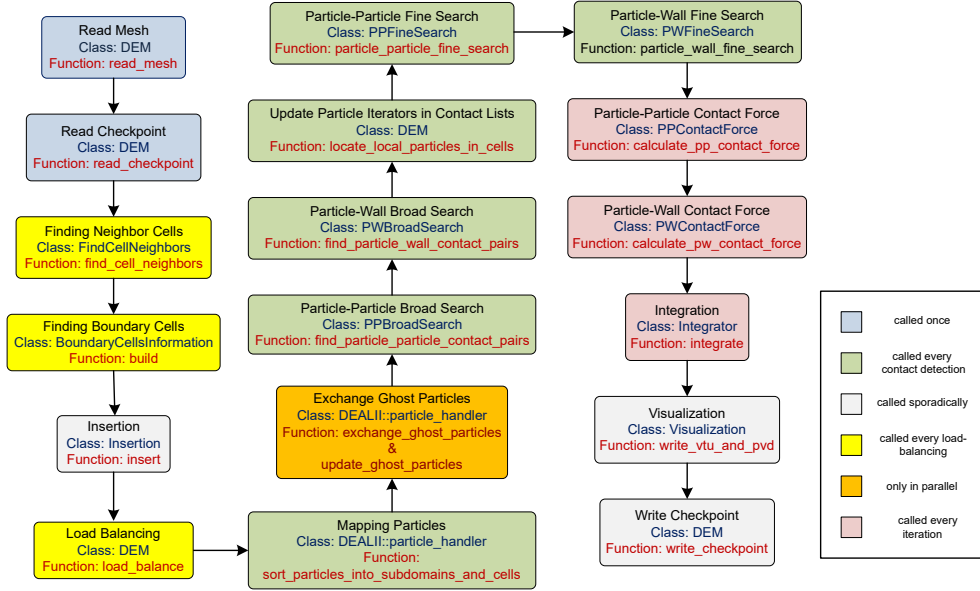 Read Mesh
Class: DEM
Function: read_mesh
Read Checkpoint
Class: DEM
Function: read_checkpoint
Finding Neighbor Cells
Class: FindCellNeighbors
Function: find_cell_neighbors
Finding Boundary Cells
Class: BoundaryCellsInformation
Function: build
Insertion
Class: Insertion
Function: insert
Load Balancing
Class: DEM
Function: load_balance
Mapping Particles
Class: DEALII::particle_handler
Function:
sort_particles_into_subdomains_and_cells
Exchange Ghost Particles
Class: DEALII::particle_handler
Function: exchange_ghost_particles
&
update_ghost_particles
Particle-Particle Broad Search
Class: PPBroadSearch
Function: find_particle_particle_contact_pairs
Particle-Wall Broad Search
Class: PWBroadSearch
Function: find_particle_wall_contact_pairs
Update Particle Iterators in Contact Lists
Class: DEM
Function: locate_local_particles_in_cells
Particle-Particle Fine Search
Class: PPFineSearch
Function: particle_particle_fine_search
Particle-Wall Fine Search
Class: PWFineSearch
Function: particle_wall_fine_search
Particle-Particle Contact Force
Class: PPContactForce
Function: calculate_pp_contact_force
Particle-Wall Contact Force
Class: PWContactForce
Function: calculate_pw_contact_force
Integration
Class: Integrator
Function: integrate
Visualization
Class: Visualization
Function: write_vtu_and_pvd
Write Checkpoint
Class: DEM
Function: write_checkpoint
called once
called every
contact detection
called sporadically
called every load-
balancing
only in parallel
called every
iteration